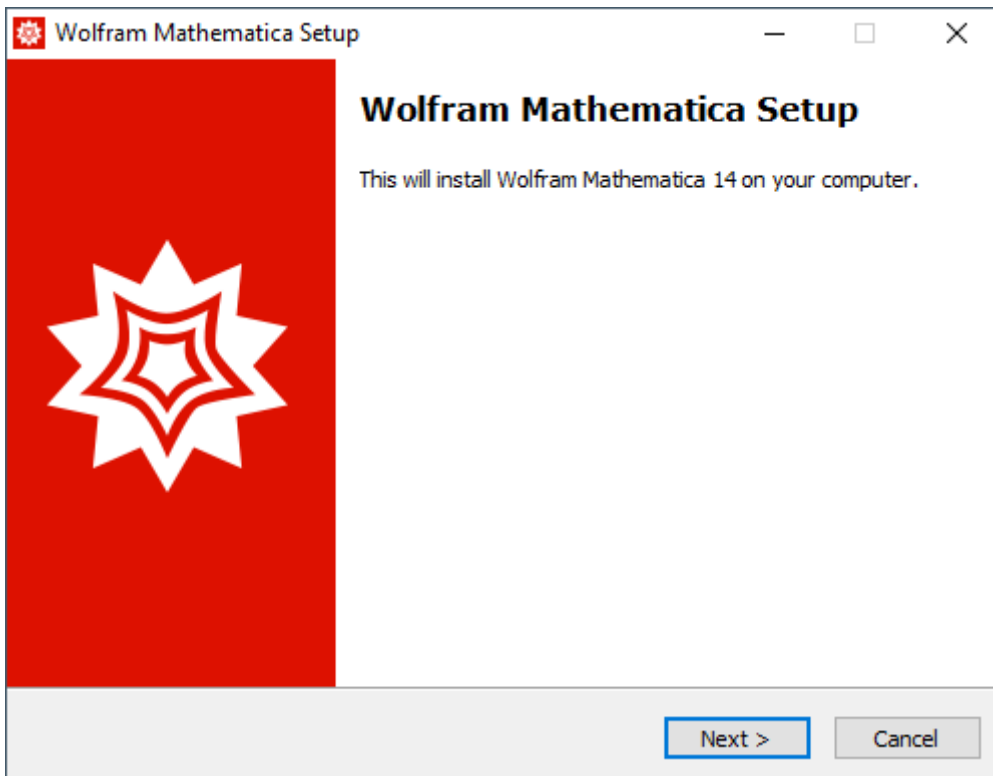 Wolfram Mathematica Setup
Wolfram Mathematica Setup
This will install Wolfram Mathematica 14 on your computer.
Next >
Cancel